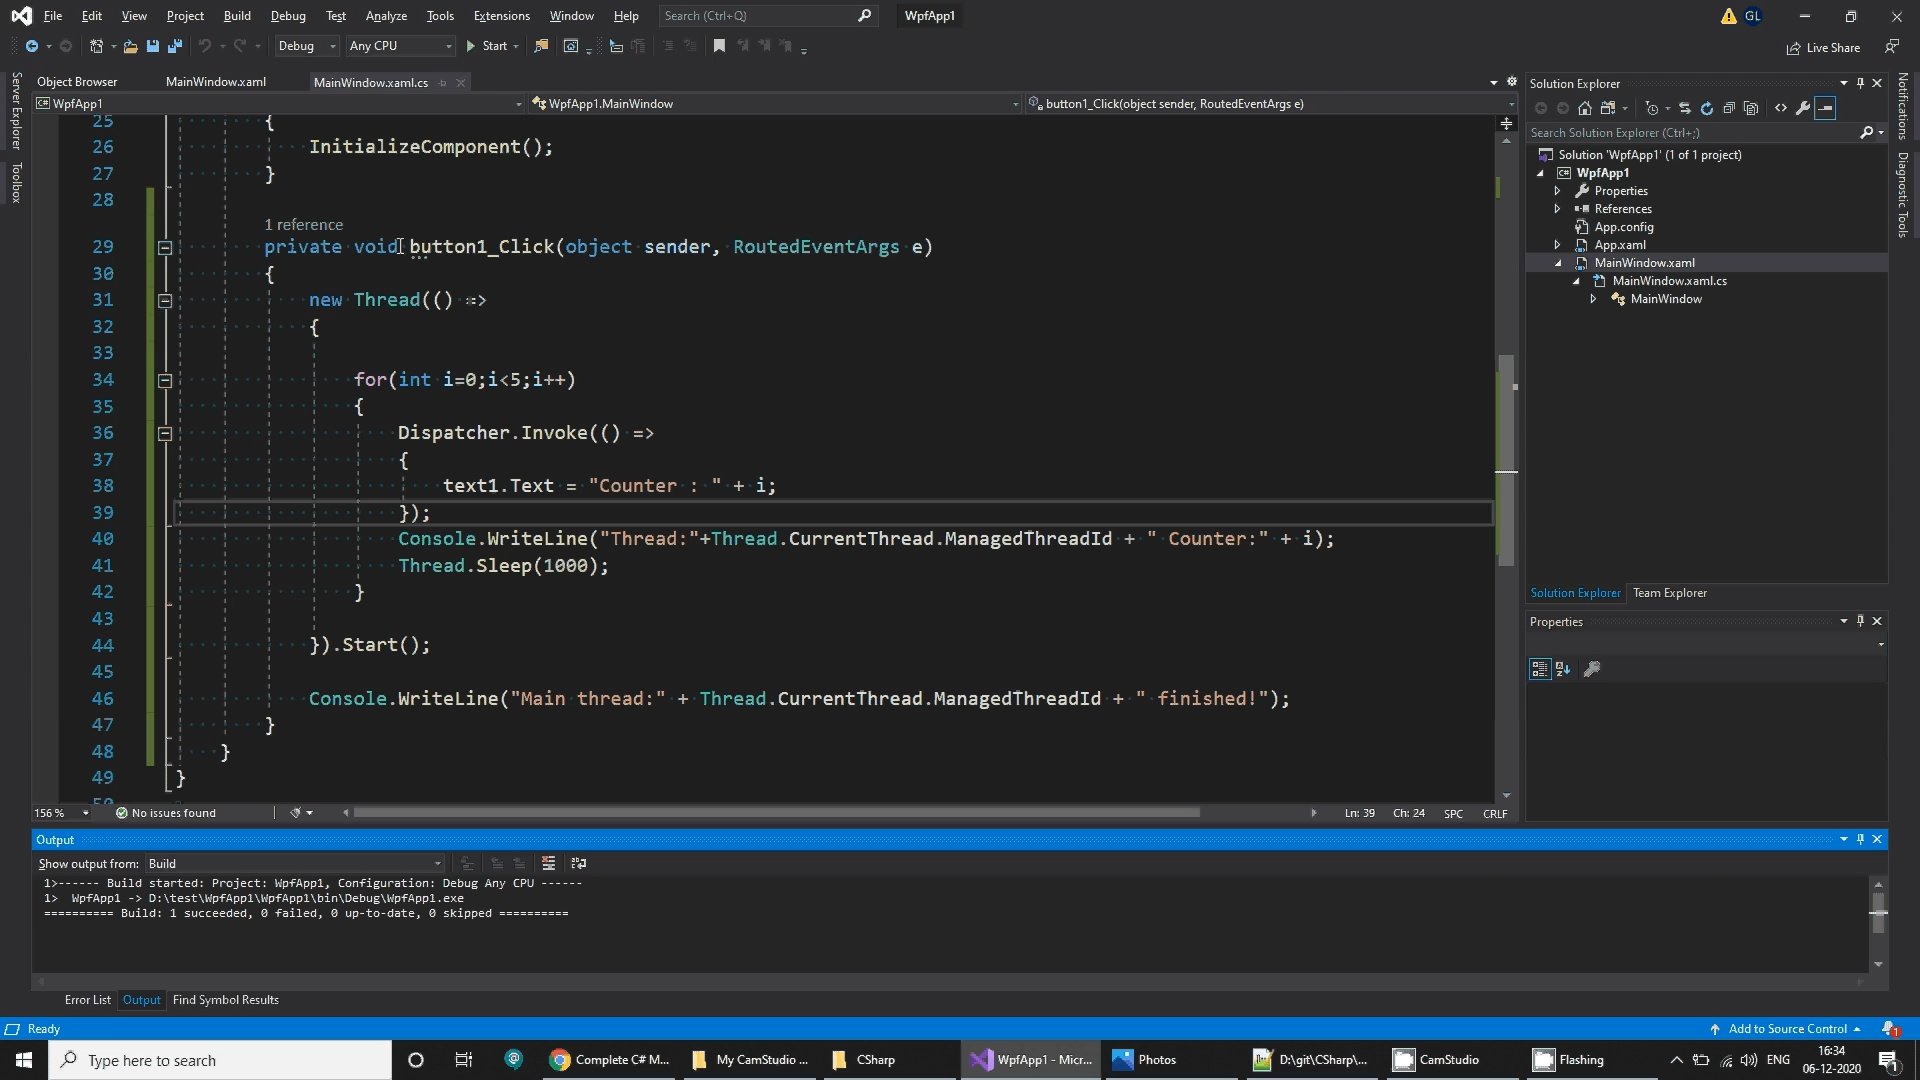 File Edit View Project Build Debug Test Analyze Tools Extensions Window Help Search (Ctrl+Q) WpfApp1 GL
Debug Any CPU Start Live Share
Server Explorer
Toolbox
Object Browser MainWindow.xaml MainWindow.xaml.cs
WpfApp1 WpfApp1.MainWindow button1_Click(object sender, RoutedEventArgs e)
25 {
26 InitializeComponent();
27 }
28
1 reference
29 private void button1_Click(object sender, RoutedEventArgs e)
30 {
31 new Thread(() =>
32 {
33
34 for(int i=0;i<5;i++)
35 {
36 Dispatcher.Invoke(() =>
37 {
38 text1.Text = "Counter : " + i;
39 });
40 Console.WriteLine("Thread:"+Thread.CurrentThread.ManagedThreadId + " Counter:" + i);
41 Thread.Sleep(1000);
42 }
43
44 }).Start();
45
46 Console.WriteLine("Main thread:" + Thread.CurrentThread.ManagedThreadId + " finished!");
47 }
48 }
49 }
50
156 % No issues found Ln: 39 Ch: 24 SPC CRLF
Solution Explorer
Search Solution Explorer (Ctrl+;)
Solution 'WpfApp1' (1 of 1 project)
C# WpfApp1
Properties
References
App.config
App.xaml
MainWindow.xaml
MainWindow.xaml.cs
MainWindow
Solution Explorer Team Explorer
Properties
Notifications
Diagnostic Tools
Output
Show output from: Build
1>------ Build started: Project: WpfApp1, Configuration: Debug Any CPU ------
1> WpfApp1 -> D:\test\WpfApp1\WpfApp1\bin\Debug\WpfApp1.exe
========== Build: 1 succeeded, 0 failed, 0 up-to-date, 0 skipped ==========
Error List Output Find Symbol Results
Ready Add to Source Control 1
Type here to search Complete C# M... My CamStudio ... CSharp WpfApp1 - Micr... Photos D:\git\CSharp\... CamStudio Flashing ENG 16:34
06-12-2020 1